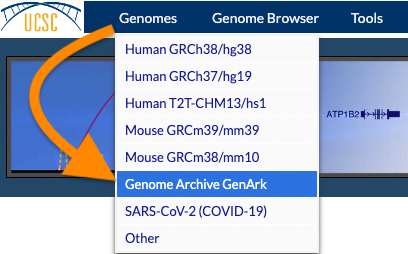 UCSC
Genomes Genome Browser Tools
Human GRCh38/hg38
Human GRCh37/hg19
Human T2T-CHM13/hs1
Mouse GRCm39/mm39
Mouse GRCm38/mm10
Genome Archive GenArk
SARS-CoV-2 (COVID-19)
Other
ATP1B2